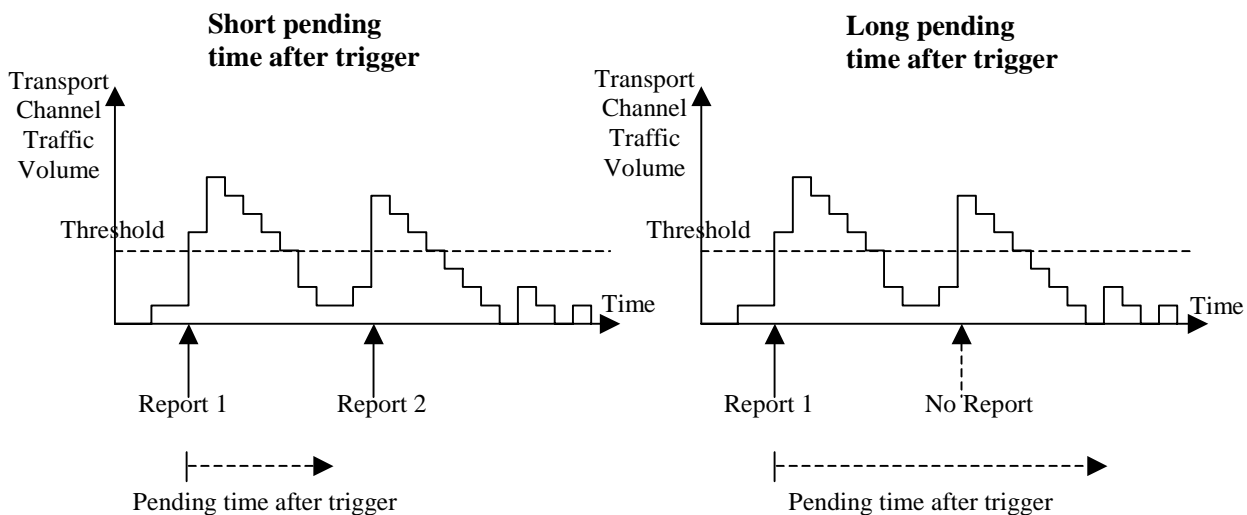 Short pending
time after trigger
Transport
Channel
Traffic
Volume
Threshold
Time
Report 1
Report 2
Pending time after trigger
Long pending
time after trigger
Transport
Channel
Traffic
Volume
Threshold
Time
Report 1
No Report
Pending time after trigger